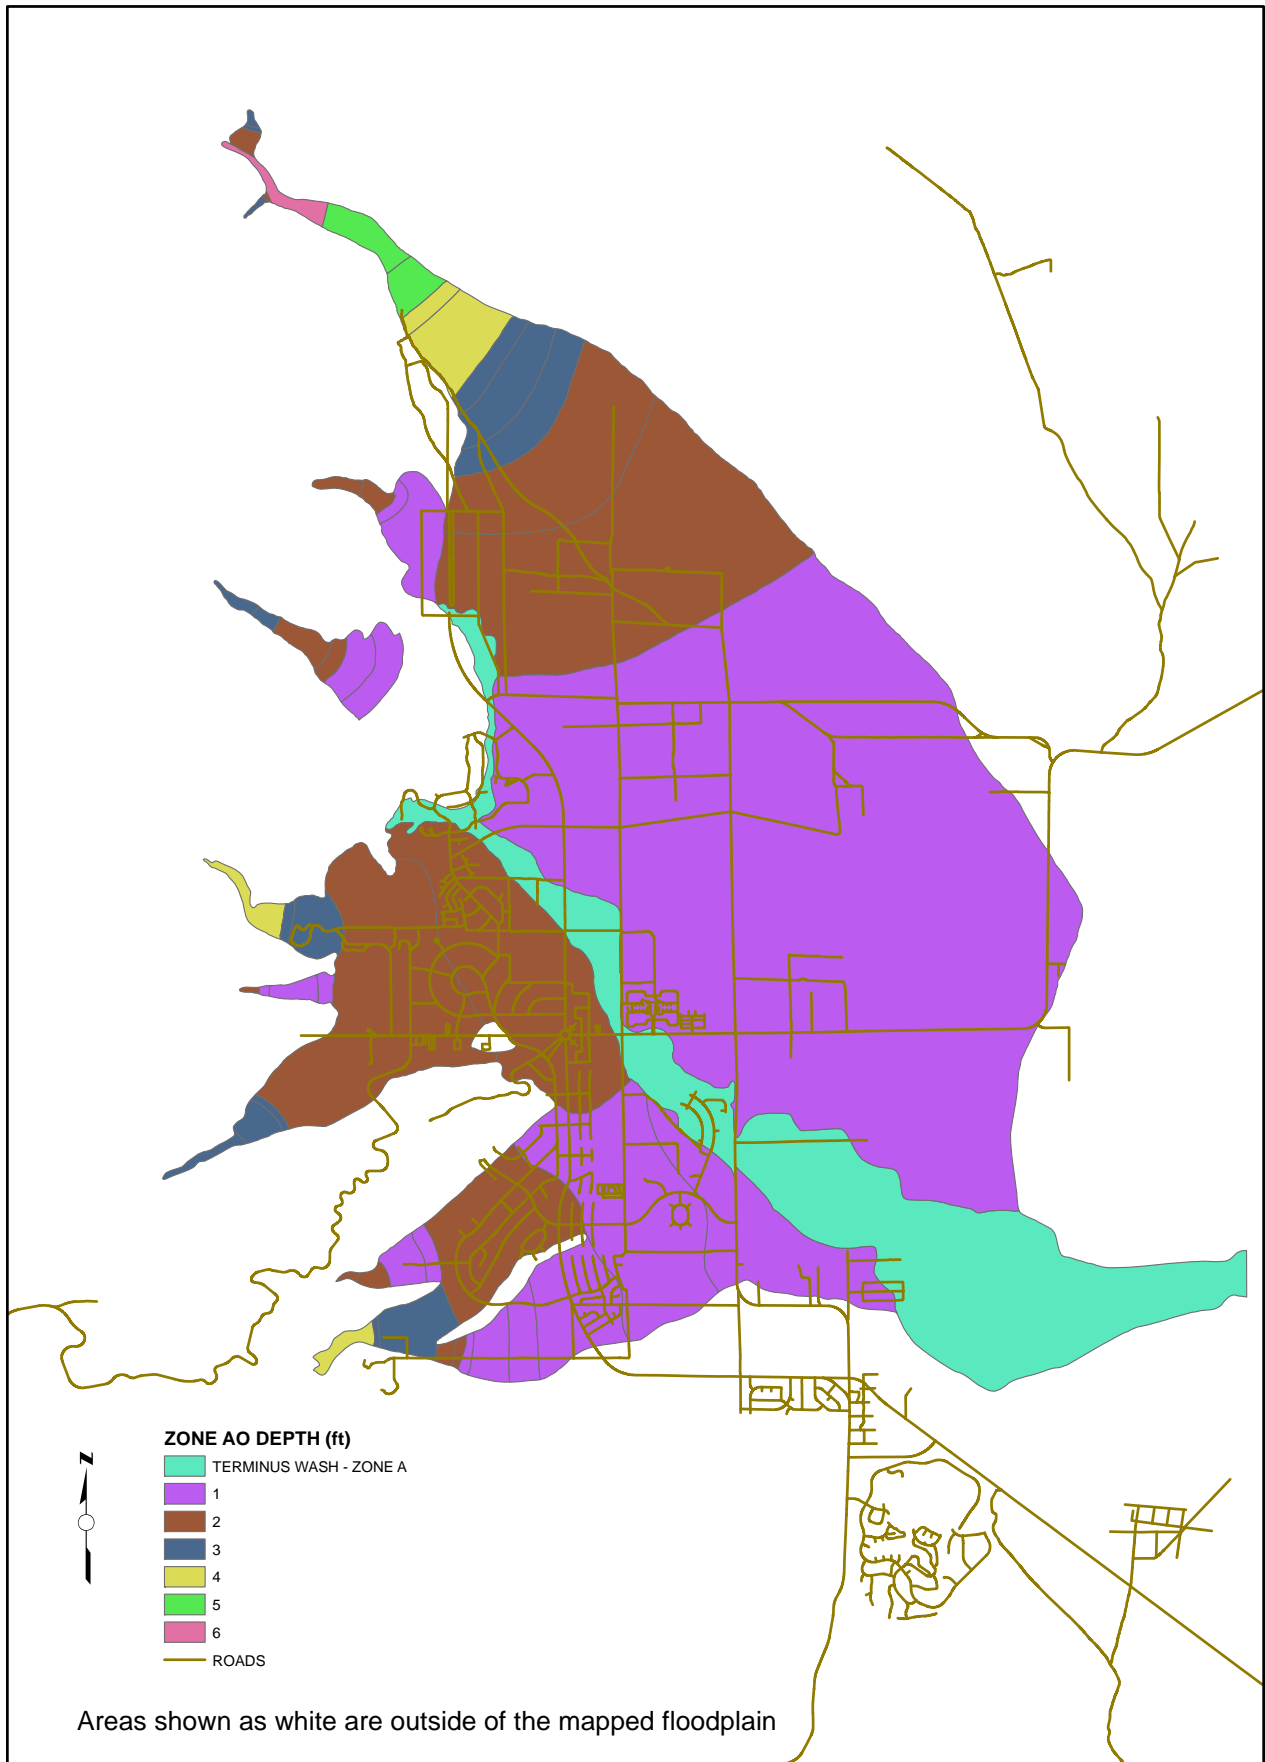 ZONE AO DEPTH (ft)
TERMINUS WASH - ZONE A
1
2
3
4
5
6
ROADS
N
Areas shown as white are outside of the mapped floodplain